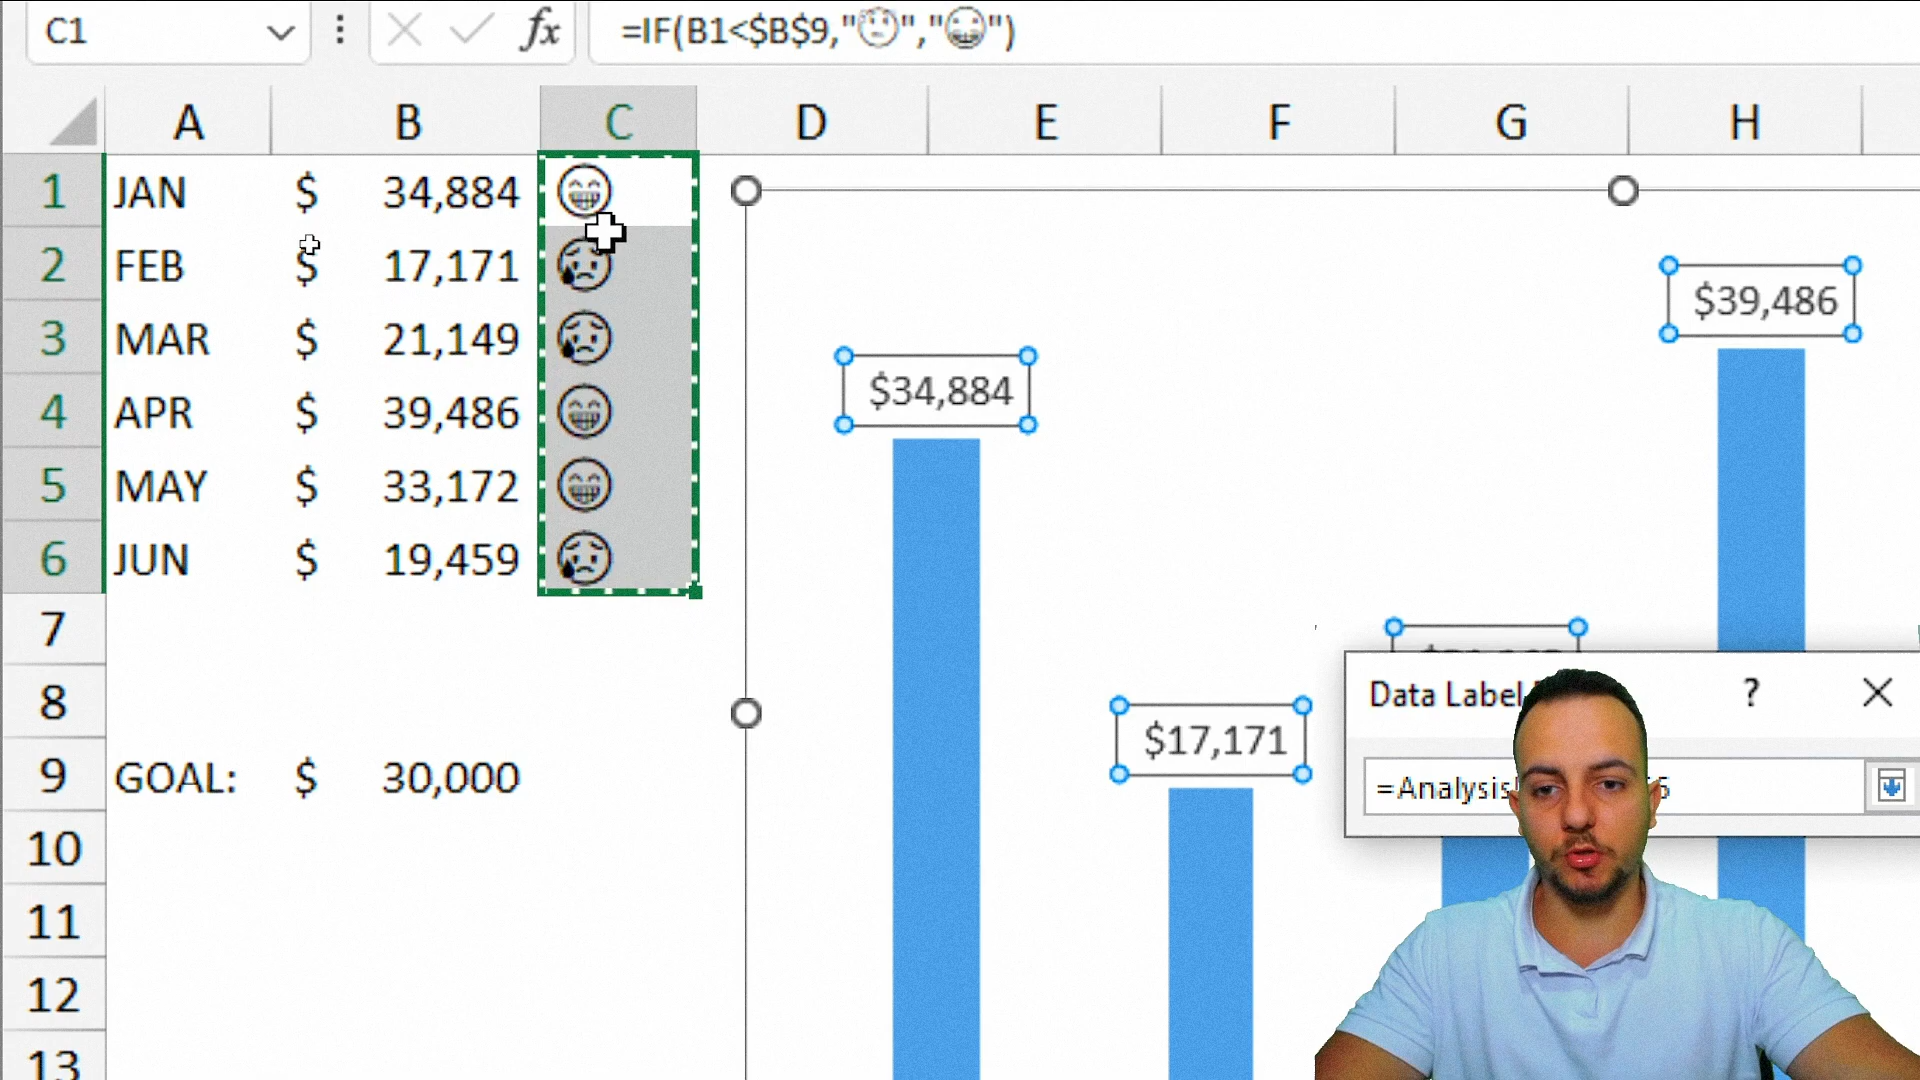 C1
fx
=IF(B1<$B$9,"😥","😁")
A B C D E F G H
1 JAN $ 34,884 😁
2 FEB $ 17,171 😥
3 MAR $ 21,149 😥
4 APR $ 39,486 😁
5 MAY $ 33,172 😁
6 JUN $ 19,459 😥
7
8
9 GOAL: $ 30,000
10
11
12
13
$39,486
$34,884
$17,171
Data Label
?
=Analysis